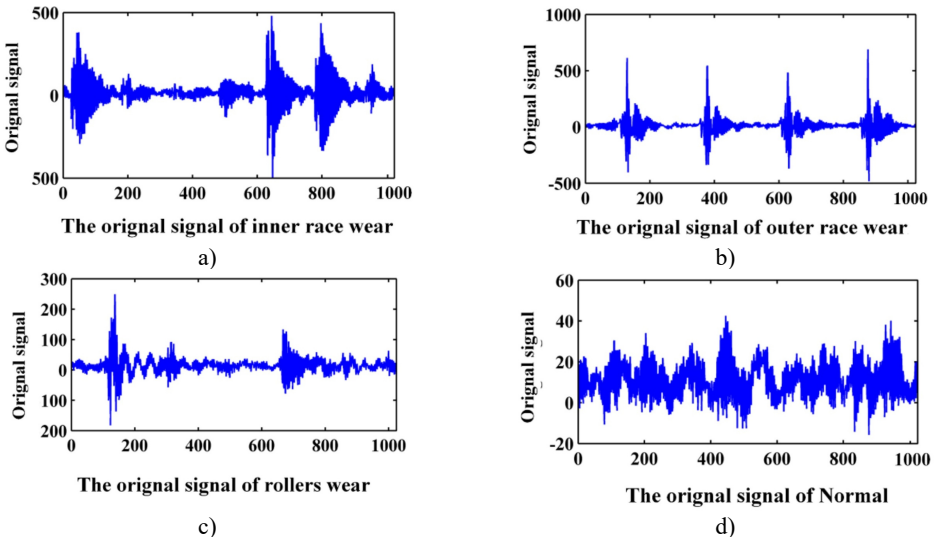 500
0
500
0 200 400 600 800 1000
Orignal signal
The orignal signal of inner race wear
a)
1000
500
0
-500
0 200 400 600 800 1000
Orignal signal
The orignal signal of outer race wear
b)
300
200
100
0
100
200
0 200 400 600 800 1000
Orignal signal
The orignal signal of rollers wear
c)
60
40
20
0
-20
0 200 400 600 800 1000
Orignal signal
The orignal signal of Normal
d)